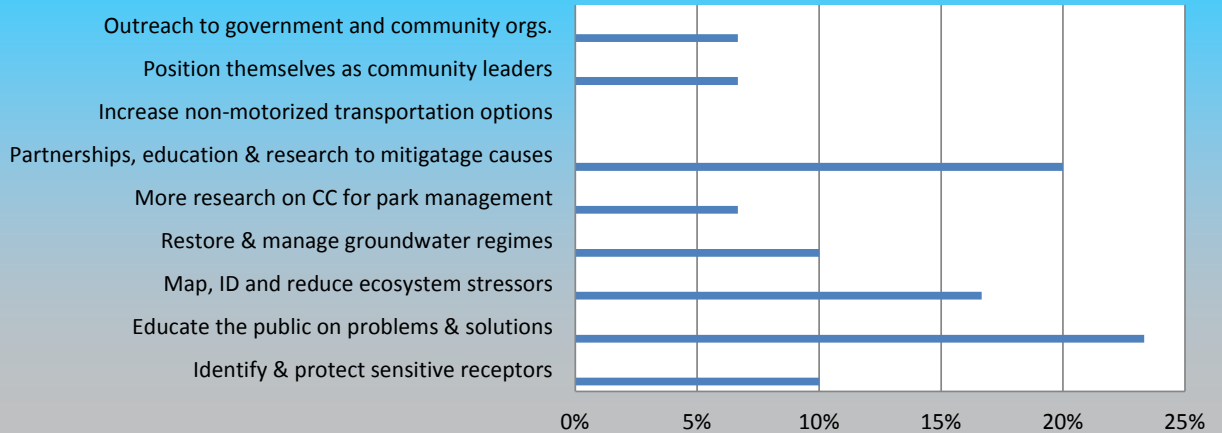 Outreach to government and community orgs.
Position themselves as community leaders
Increase non-motorized transportation options
Partnerships, education & research to mitigatage causes
More research on CC for park management
Restore & manage groundwater regimes
Map, ID and reduce ecosystem stressors
Educate the public on problems & solutions
Identify & protect sensitive receptors
0% 5% 10% 15% 20% 25%